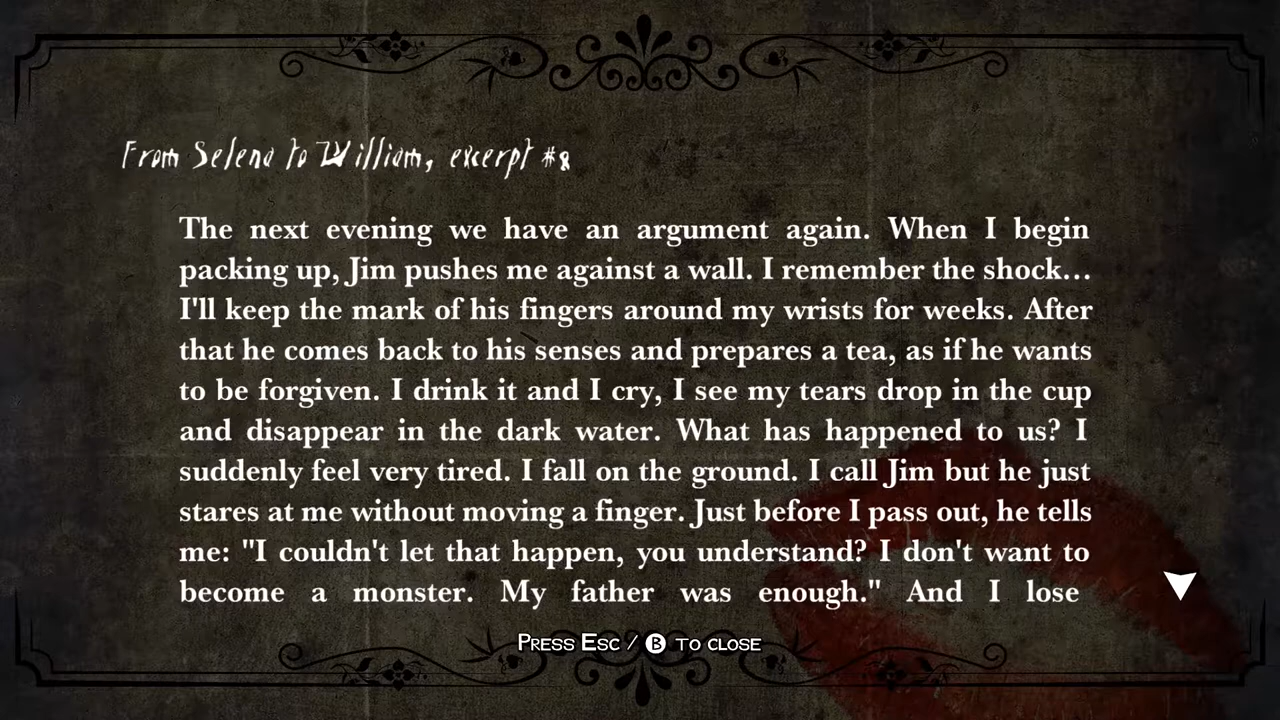 From Selena to William, excerpt #8
The next evening we have an argument again. When I begin
packing up, Jim pushes me against a wall. I remember the shock...
I'll keep the mark of his fingers around my wrists for weeks. After
that he comes back to his senses and prepares a tea, as if he wants
to be forgiven. I drink it and I cry, I see my tears drop in the cup
and disappear in the dark water. What has happened to us? I
suddenly feel very tired. I fall on the ground. I call Jim but he just
stares at me without moving a finger. Just before I pass out, he tells
me: "I couldn't let that happen, you understand? I don't want to
become a monster. My father was enough." And I lose
Press Esc / B to close